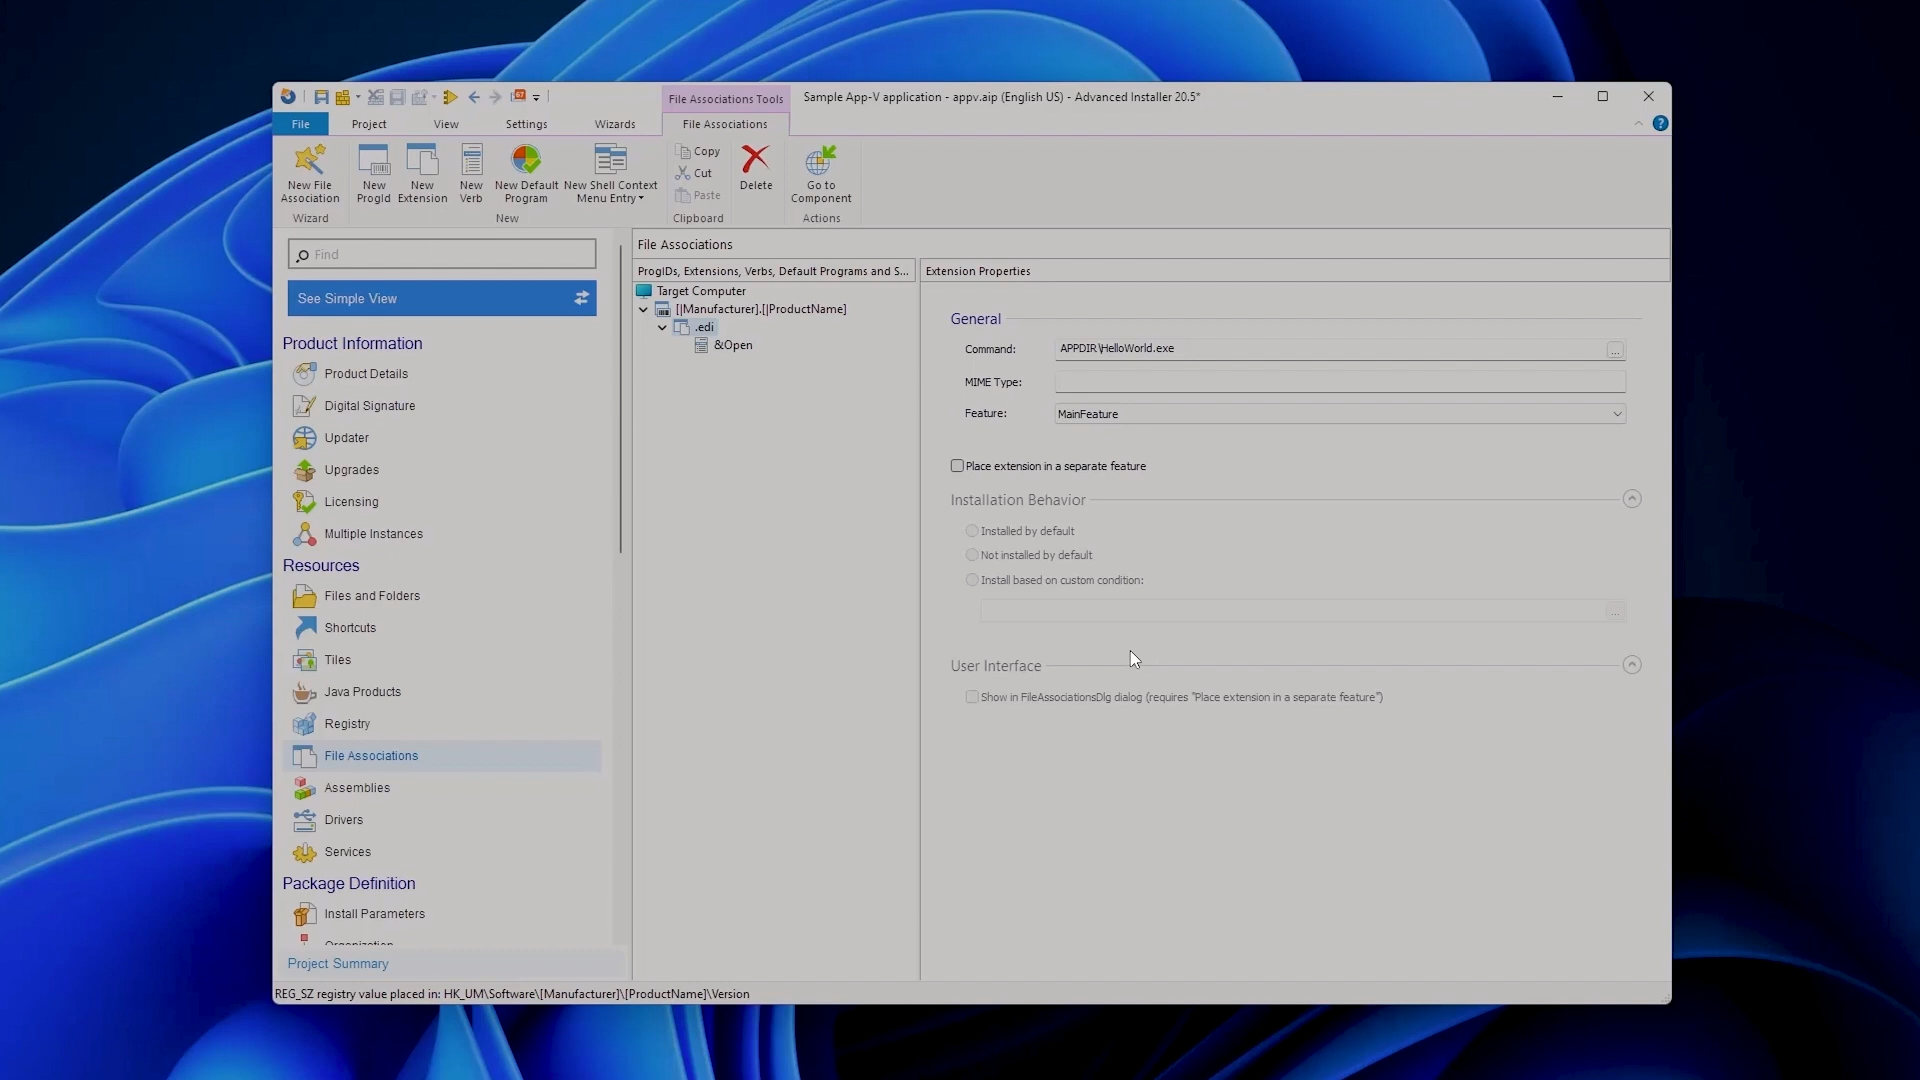 File Associations Tools
Sample App-V application - appv.aip (English US) - Advanced Installer 20.5*
File
Project
View
Settings
Wizards
File Associations
New File Association
New ProgId
New Extension
New Verb
New Default Program
New Shell Context Menu Entry
Copy
Cut
Paste
Delete
Go to Component
Wizard
New
Clipboard
Actions
Find
See Simple View
Product Information
Product Details
Digital Signature
Updater
Upgrades
Licensing
Multiple Instances
Resources
Files and Folders
Shortcuts
Tiles
Java Products
Registry
File Associations
Assemblies
Drivers
Services
Package Definition
Install Parameters
Organization
Project Summary
File Associations
ProgIDs, Extensions, Verbs, Default Programs and S...
Target Computer
[|Manufacturer].[|ProductName]
.edi
&Open
Extension Properties
General
Command:
APPDIR\HelloWorld.exe
...
MIME Type:
Feature:
MainFeature
Place extension in a separate feature
Installation Behavior
Installed by default
Not installed by default
Install based on custom condition:
...
User Interface
Show in FileAssociationsDlg dialog (requires "Place extension in a separate feature")
REG_SZ registry value placed in: HK_UM\Software\[Manufacturer]\[ProductName]\Version